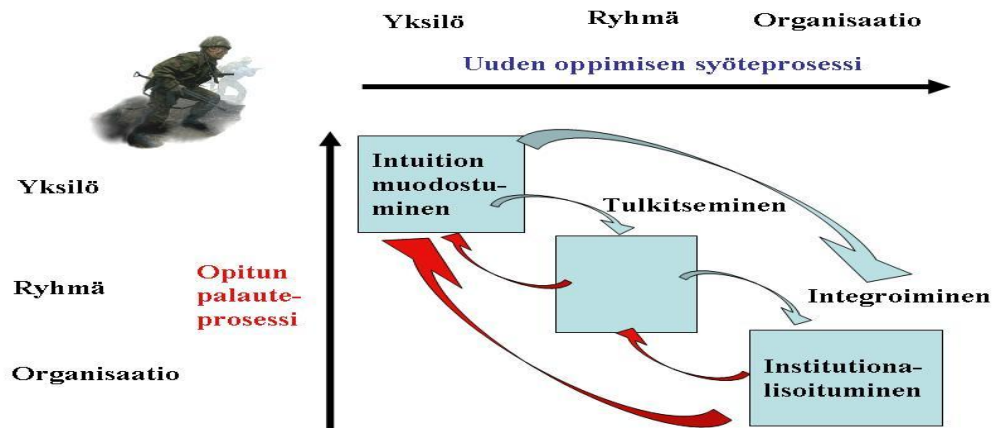 Yksilö Ryhmä Organisaatio
Uuden oppimisen syöteprosessi
Yksilö
Intuition
muodostu-
minen
Tulkitseminen
Ryhmä
Opitun
palaute-
prosessi
Integroiminen
Organisaatio
Institutiona-
lisoituminen